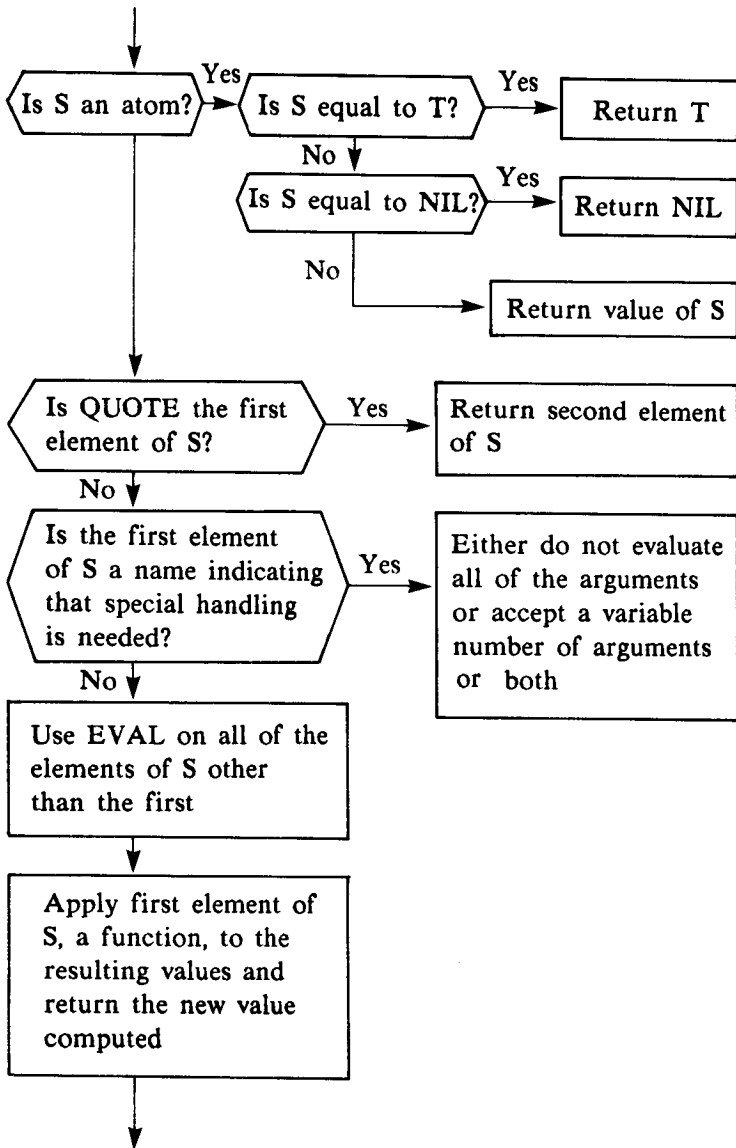 Is S an atom?
Yes
Is S equal to T?
Yes
Return T
No
Is S equal to NIL?
Yes
Return NIL
No
Return value of S
Is QUOTE the first
element of S?
Yes
Return second element
of S
No
Is the first element
of S a name indicating
that special handling
is needed?
Yes
Either do not evaluate
all of the arguments
or accept a variable
number of arguments
or both
No
Use EVAL on all of the
elements of S other
than the first
Apply first element of
S, a function, to the
resulting values and
return the new value
computed